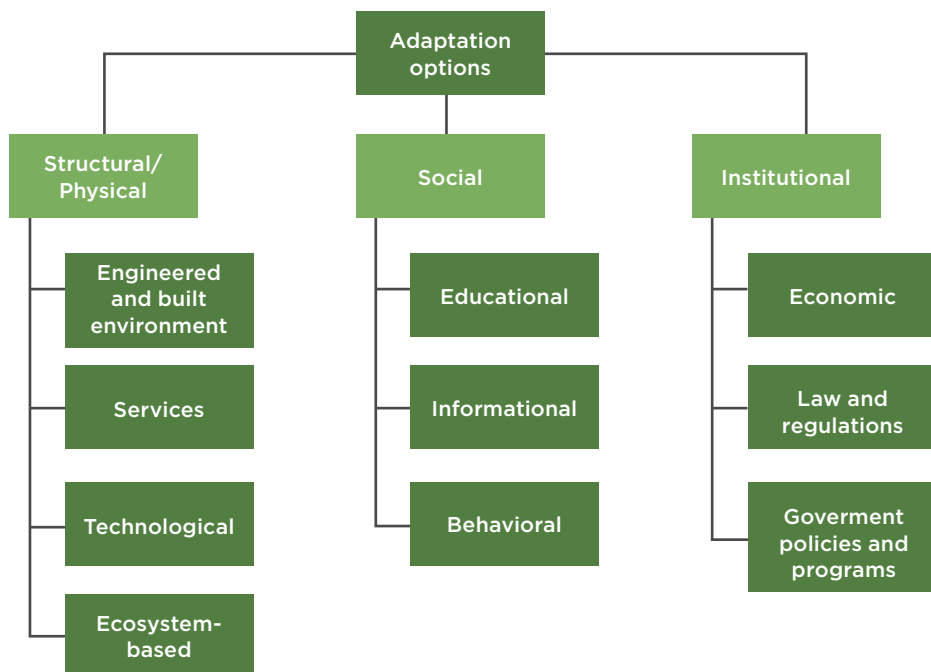 Adaptation
options
Structural/
Physical
Engineered
and built
environment
Services
Technological
Ecosystem-
based
Social
Educational
Informational
Behavioral
Institutional
Economic
Law and
regulations
Goverment
policies and
programs